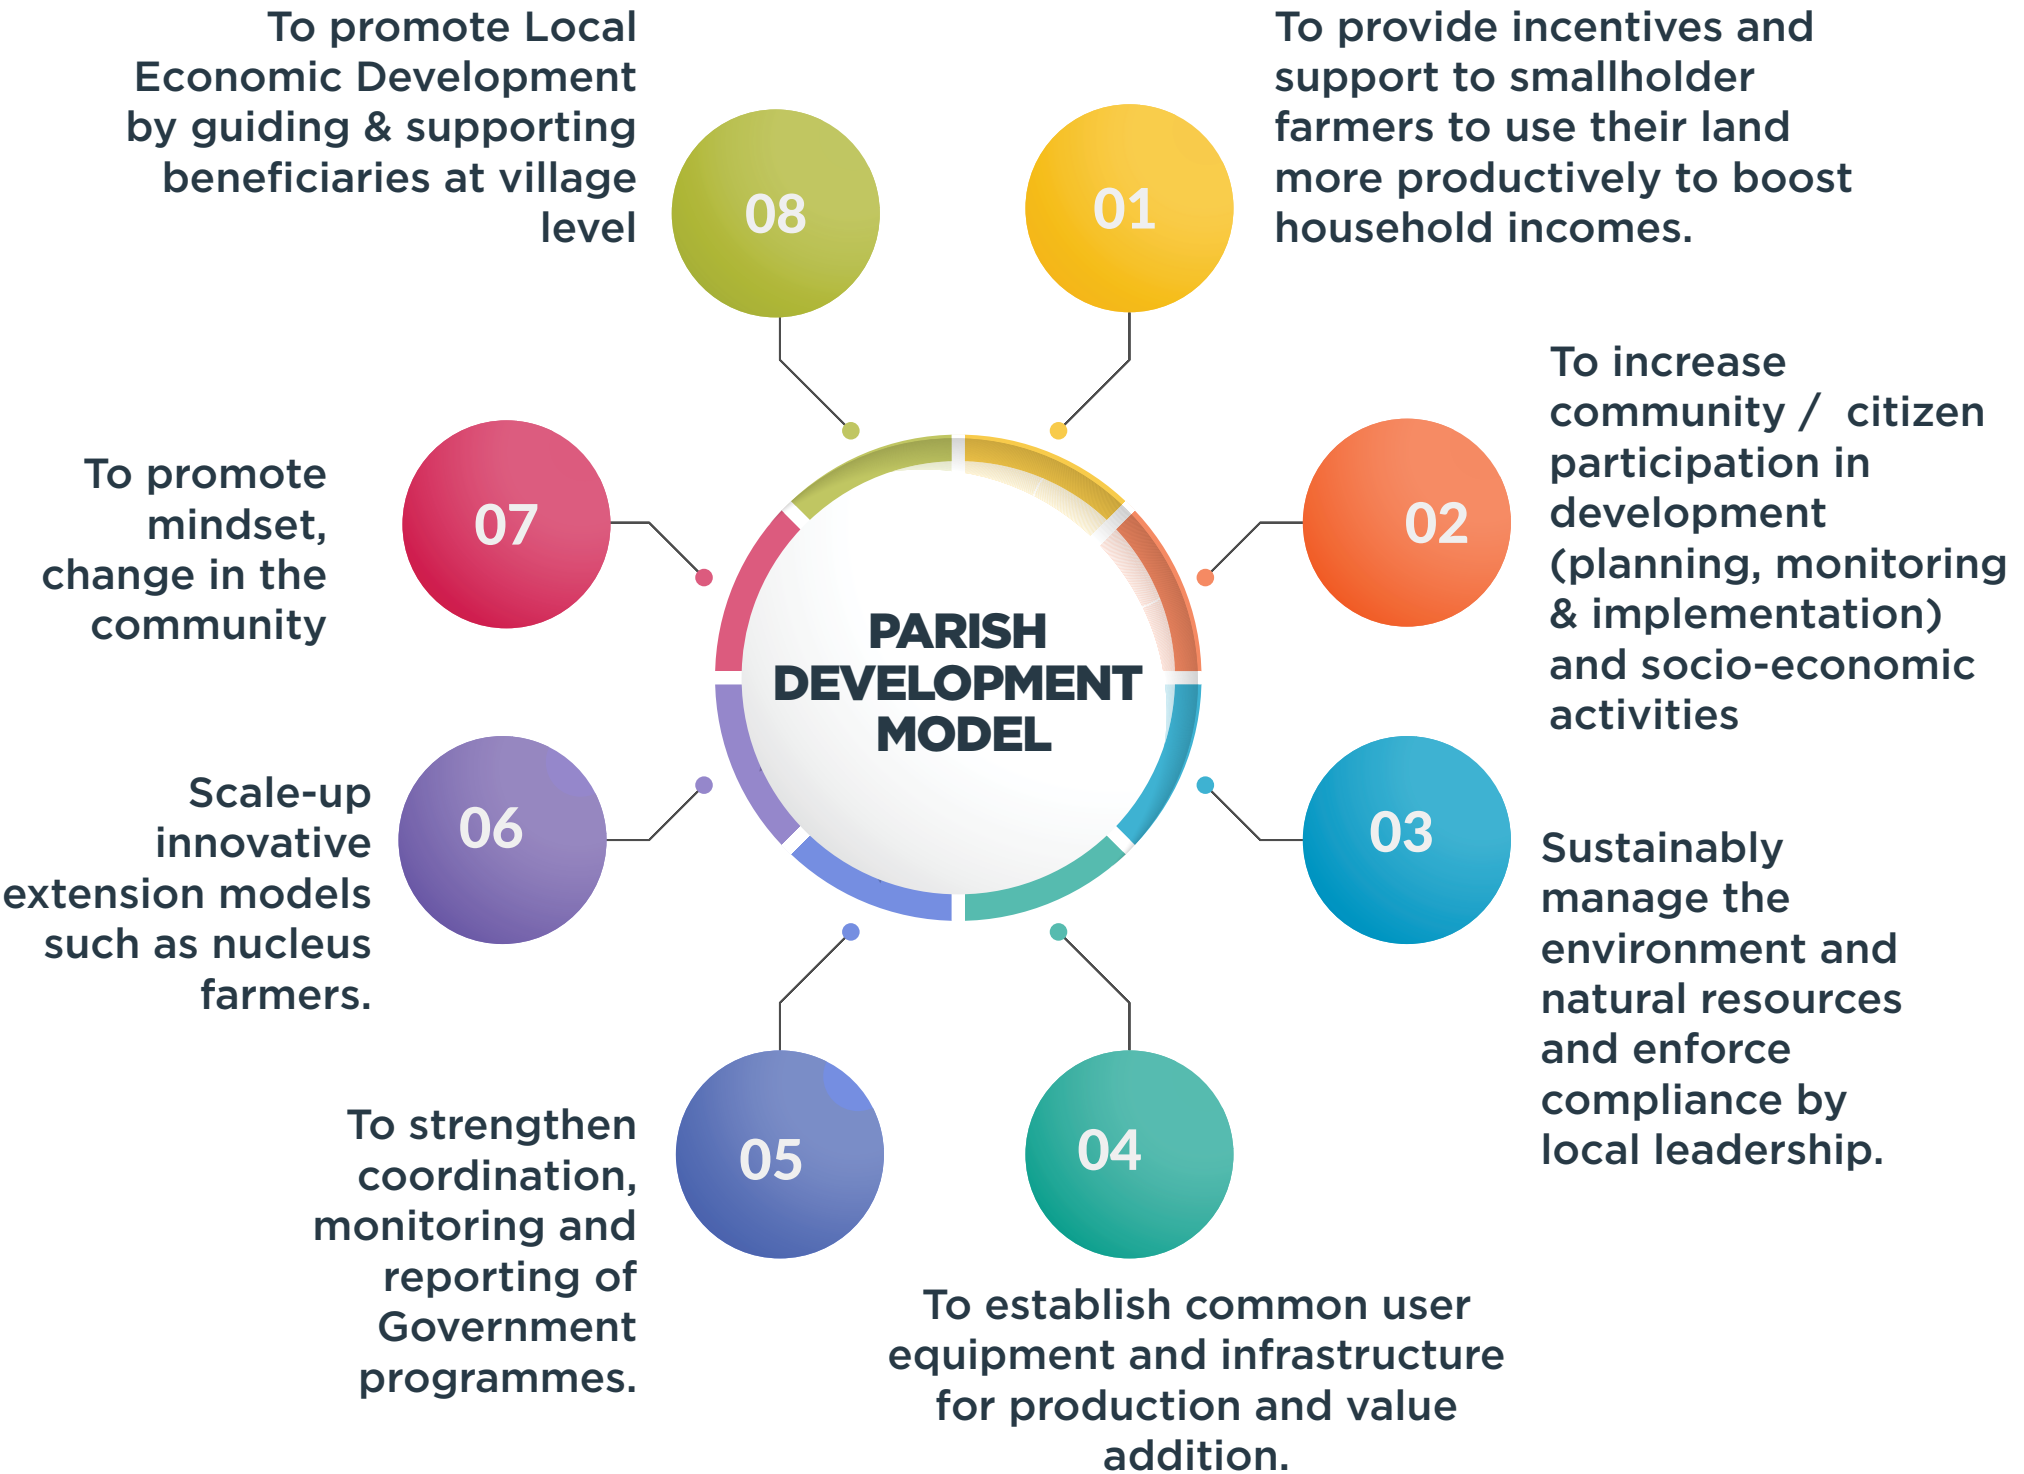 PARISH
DEVELOPMENT
MODEL
01
To provide incentives and
support to smallholder
farmers to use their land
more productively to boost
household incomes.
02
To increase
community /  citizen
participation in
development
(planning, monitoring
& implementation)
and socio-economic
activities
03
Sustainably
manage the
environment and
natural resources
and enforce
compliance by
local leadership.
04
To establish common user
equipment and infrastructure
for production and value
addition.
05
To strengthen
coordination,
monitoring and
reporting of
Government
programmes.
06
Scale-up
innovative
extension models
such as nucleus
farmers.
07
To promote
mindset,
change in the
community
08
To promote Local
Economic Development
by guiding & supporting
beneficiaries at village
level